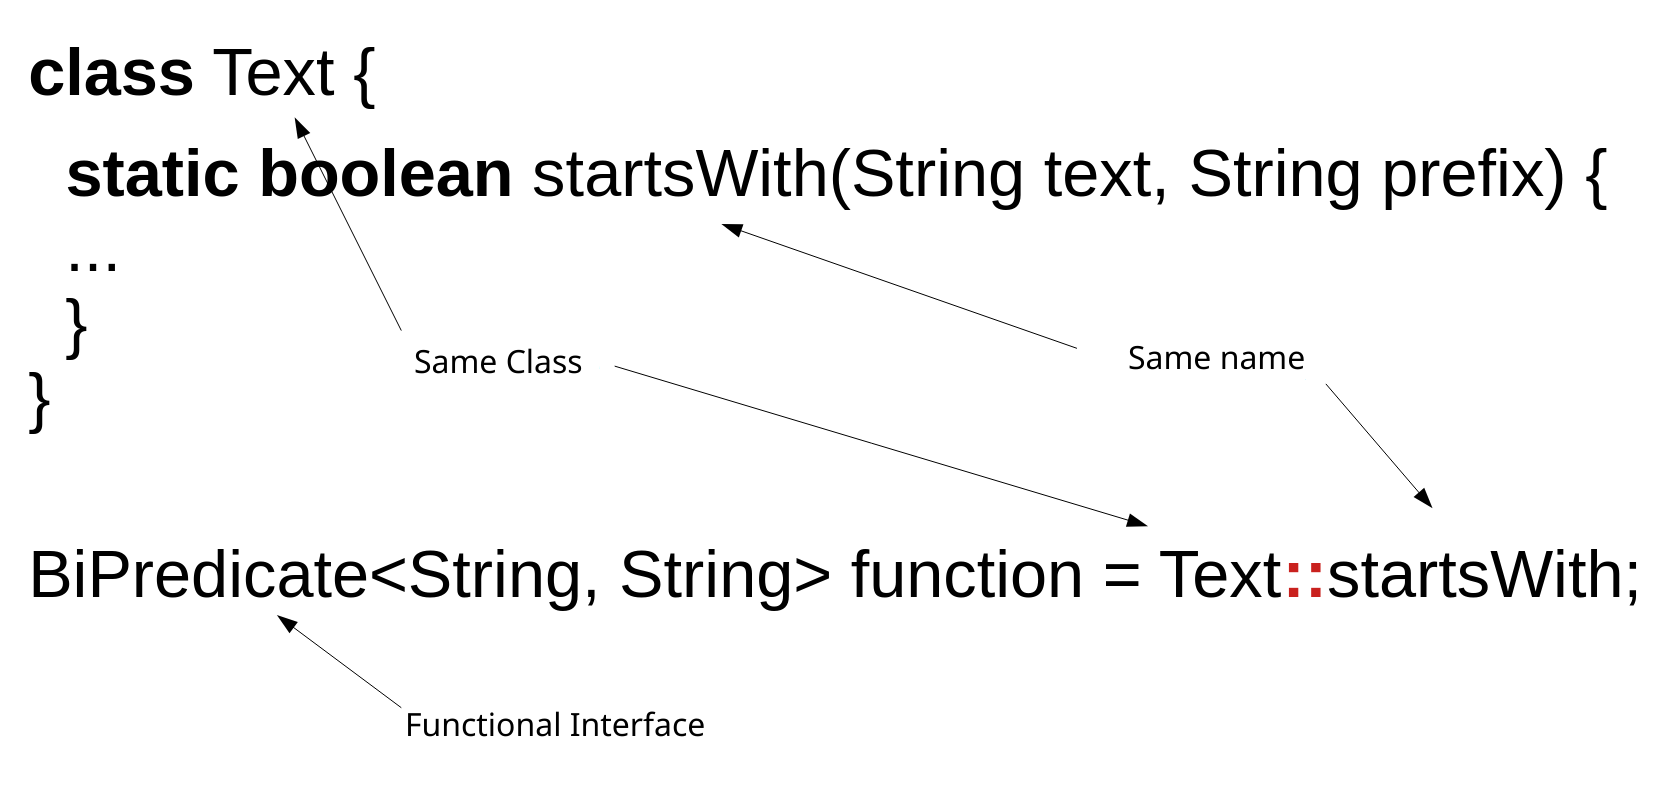 class Text {
static boolean startsWith(String text, String prefix) {
...
}
Same Class
Same name
}
BiPredicate<String, String> function = Text::startsWith;
Functional Interface